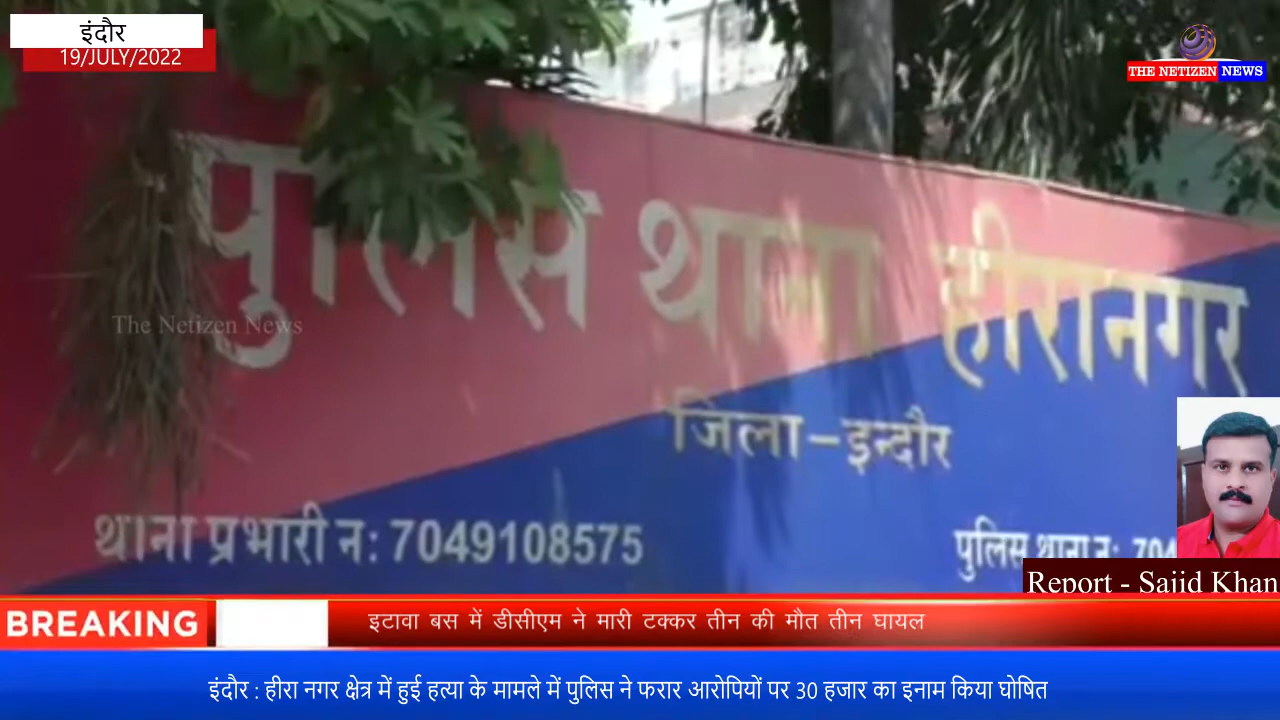 इंदौर
19/JULY/2022
THE NETIZEN NEWS
पुलिस थाना हीरानगर
The Netizen News
जिला-इन्दौर
थाना प्रभारी न: 7049108575
पुलिस थाना न: 704
Report - Sajid Khan
BREAKING
इटावा बस में डीसीएम ने मारी टक्कर तीन की मौत तीन घायल
इंदौर : हीरा नगर क्षेत्र में हुई हत्या के मामले में पुलिस ने फरार आरोपियों पर 30 हजार का इनाम किया घोषित